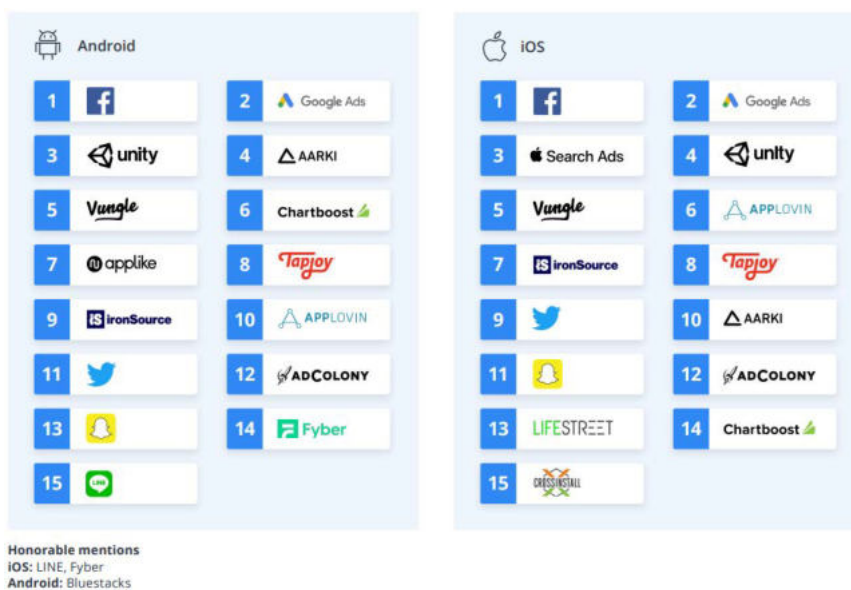 Android
1
2 Google Ads
3 unity
4 AARKI
5 Vungle
6 Chartboost
7 applike
8 Tapjoy
9 iS ironSource
10 APPLOVIN
11
12 ADCOLONY
13
14 Fyber
15 LINE
iOS
1
2 Google Ads
3 Search Ads
4 unity
5 Vungle
6 APPLOVIN
7 iS ironSource
8 Tapjoy
9
10 AARKI
11
12 ADCOLONY
13 LIFESTREET
14 Chartboost
15 CROSSINSTALL
Honorable mentions
iOS: LINE, Fyber
Android: Bluestacks